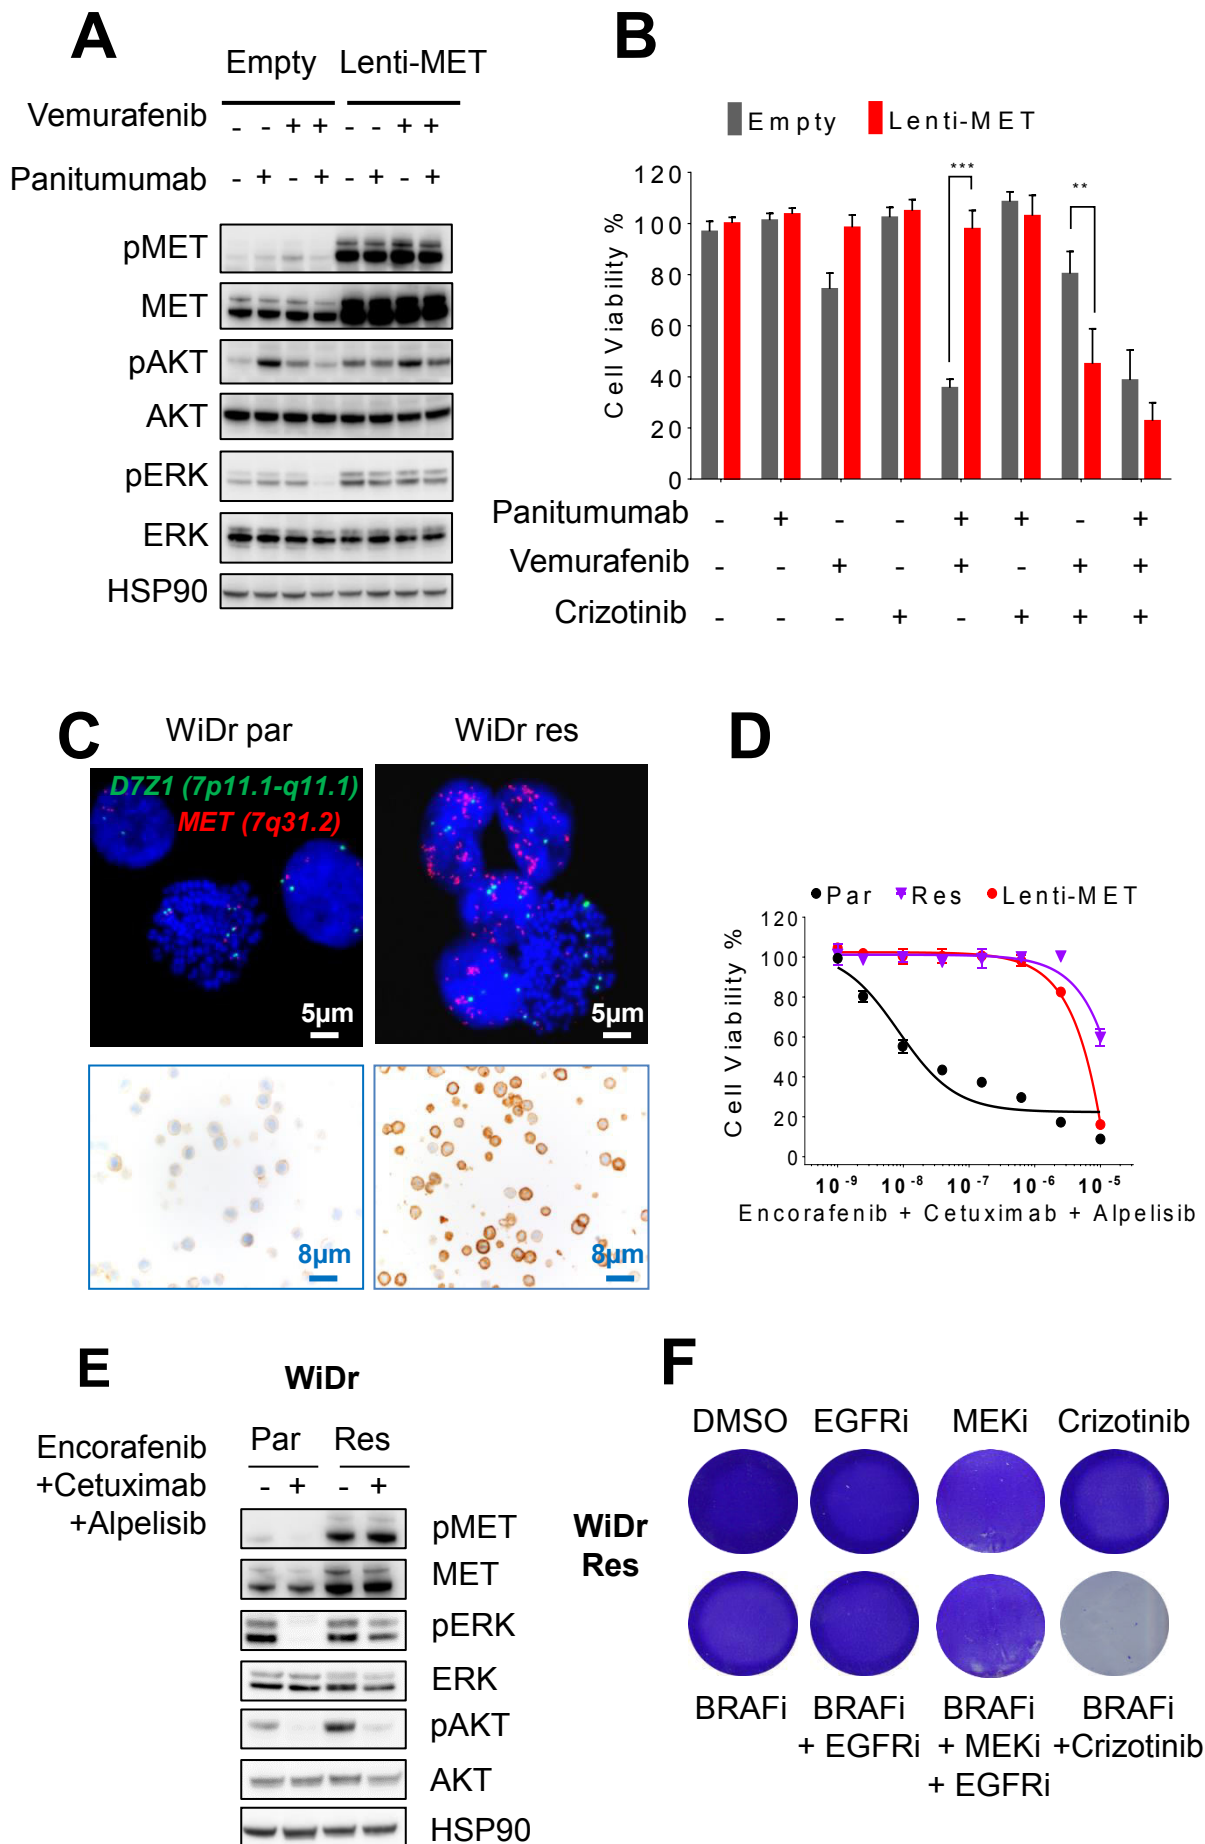 A
Empty Lenti-MET
Vemurafenib - - + + - - + +
Panitumumab - + - + - + - +
pMET
MET
pAKT
AKT
pERK
ERK
HSP90
B
Empty Lenti-MET
Cell Viability %
120
100
80
60
40
20
0
*** **
Panitumumab - + - - + + - +
Vemurafenib - - + - + - + +
Crizotinib - - - + - + + +
C
WiDr par WiDr res
D7Z1 (7p11.1-q11.1)
MET (7q31.2)
5µm 5µm
8µm 8µm
D
Par Res Lenti-MET
Cell Viability %
120
100
80
60
40
20
0
10-9 10-8 10-7 10-6 10-5
Encorafenib + Cetuximab + Alpelisib
E
WiDr
Encorafenib
+Cetuximab
+Alpelisib
Par Res
- + - +
pMET
MET
pERK
ERK
pAKT
AKT
HSP90
F
DMSO EGFRi MEKi Crizotinib
WiDr
Res
BRAFi BRAFi BRAFi BRAFi
+ EGFRi + MEKi +Crizotinib
+ EGFRi